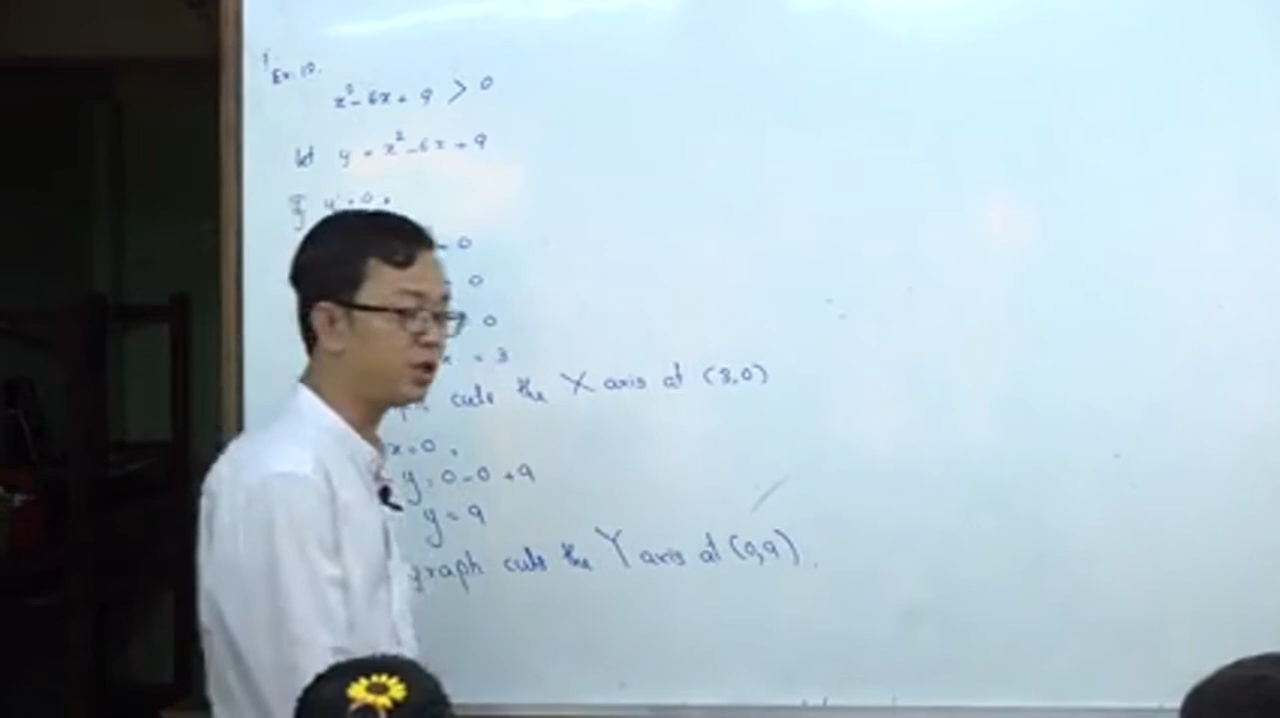 Ex. 10.
x² - 6x + 9 > 0
let y = x² - 6x + 9
If y = 0,
= 0
= 0
0
x = 3
cuts the X axis at (3,0)
x = 0,
y = 0 - 0 + 9
y = 9
graph cuts the Y axis at (0,9).